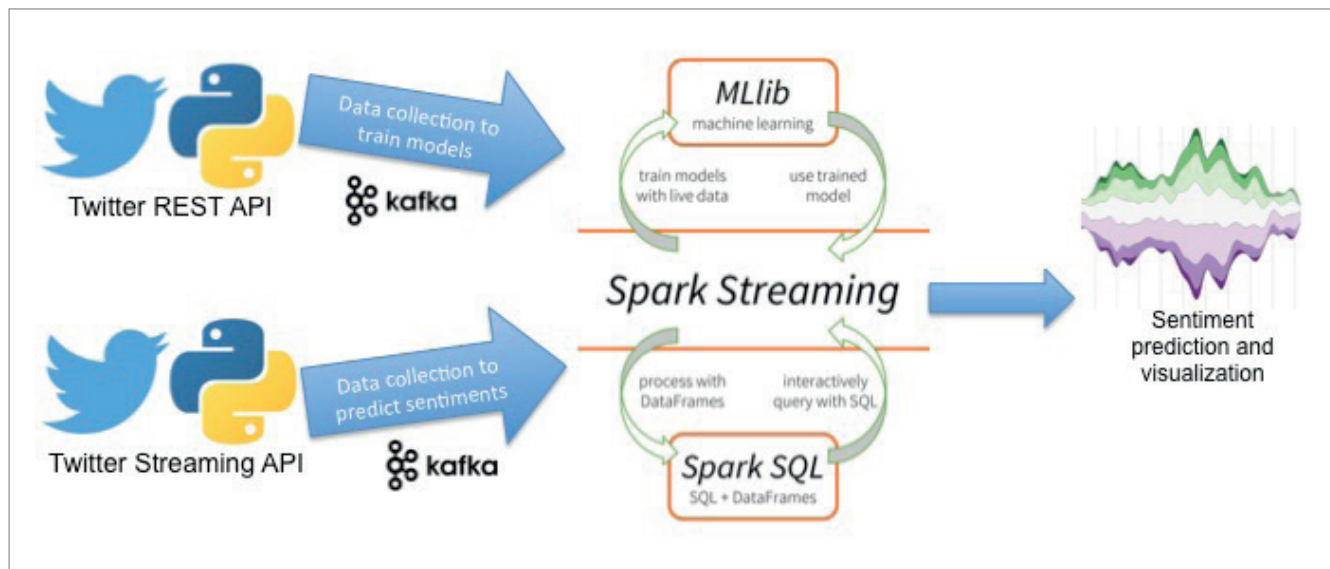 Data collection to
train models
kafka
Twitter REST API
MLlib
machine learning
train models
with live data
use trained
model
Spark Streaming
Data collection to
predict sentiments
kafka
Twitter Streaming API
process with
DataFrames
interactively
query with SQL
Spark SQL
SQL + DataFrames
Sentiment
prediction and
visualization